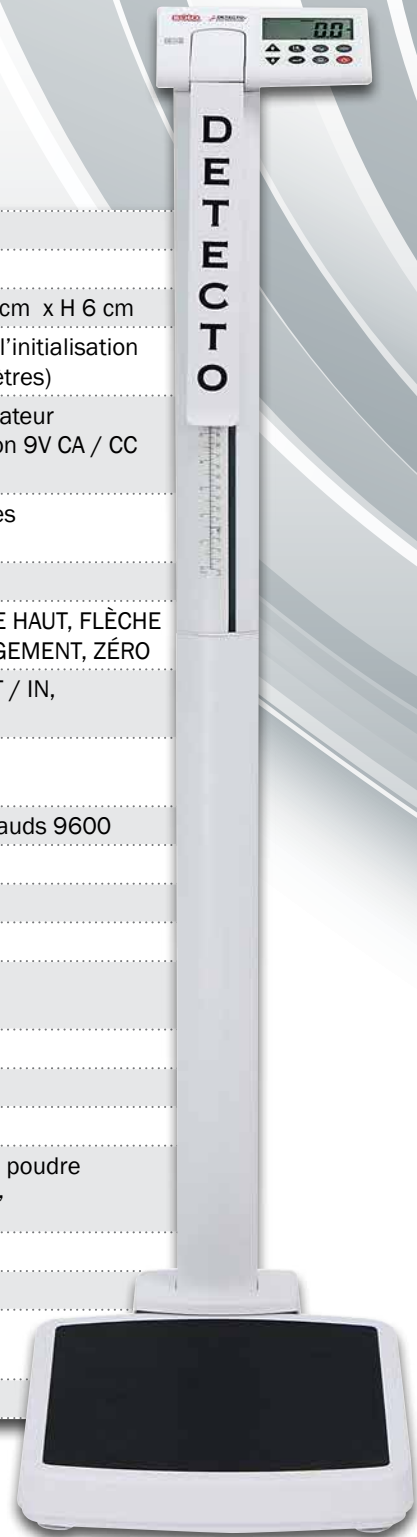 0.0
DETECTO
cm x H 6 cm
l'initialisation
ètres)
ateur
on 9V CA / CC
es
E HAUT, FLÈCHE
GEMENT, ZÉRO
T / IN,
auds 9600
poudre
,